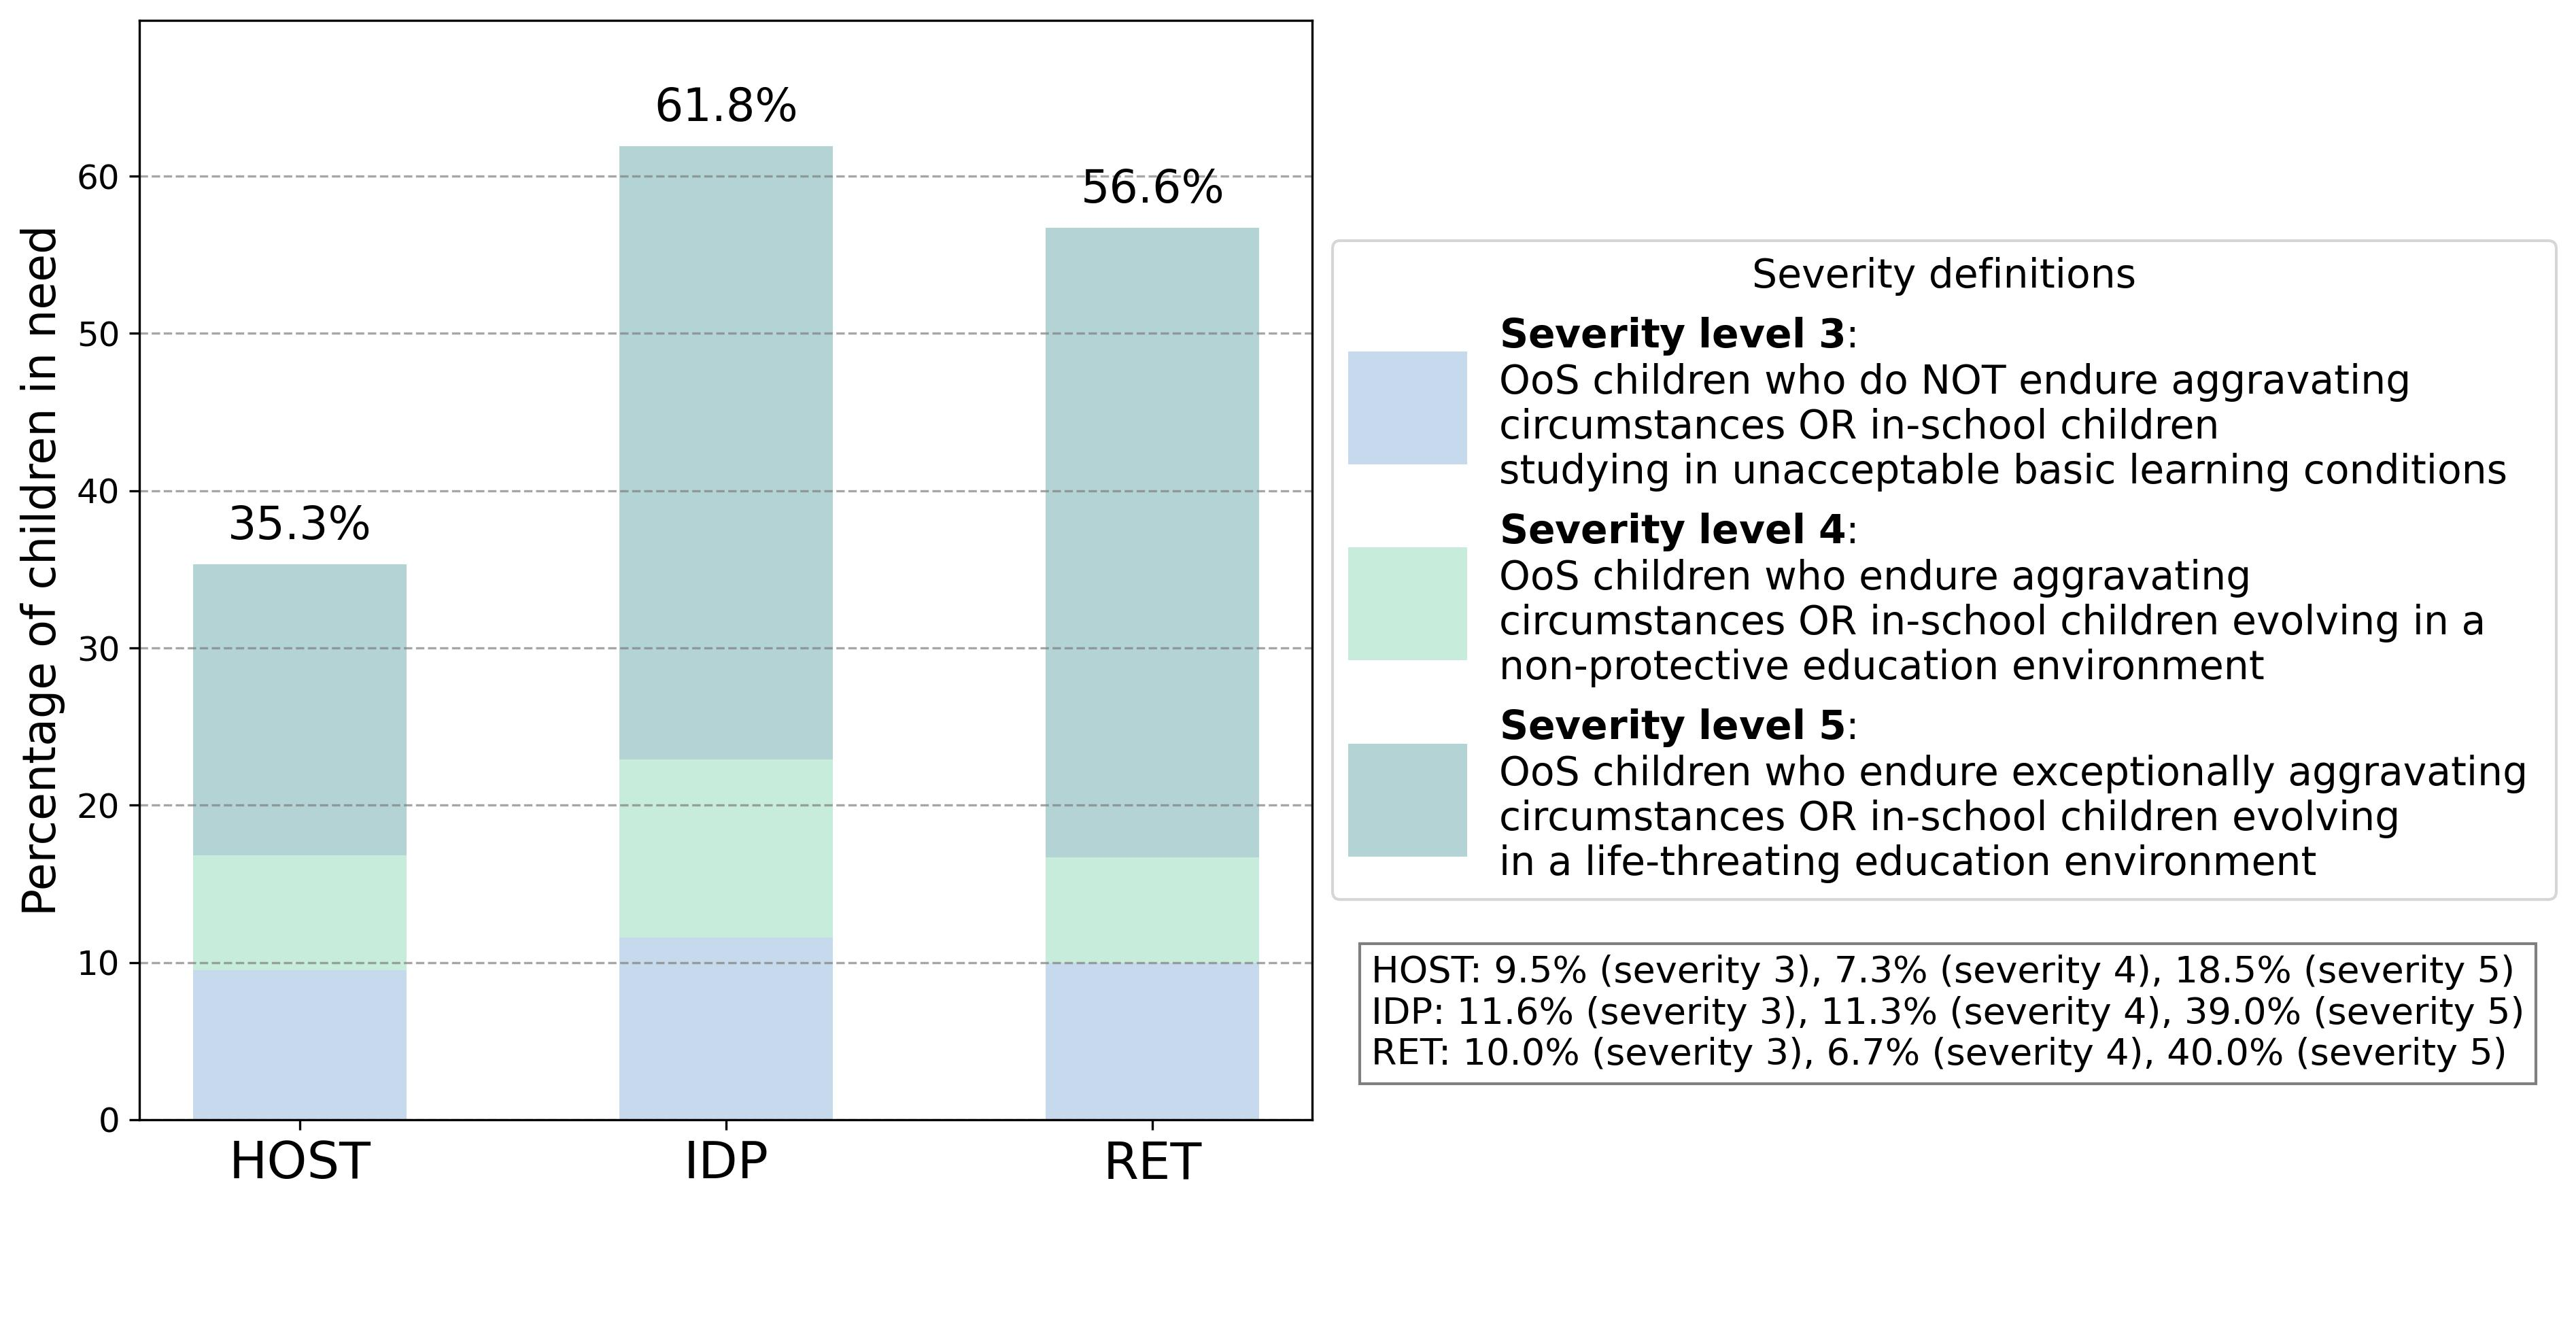 61.8%
56.6%
35.3%
Percentage of children in need
60
50
40
30
20
10
0
HOST
IDP
RET
Severity definitions
Severity level 3:
OoS children who do NOT endure aggravating
circumstances OR in-school children
studying in unacceptable basic learning conditions
Severity level 4:
OoS children who endure aggravating
circumstances OR in-school children evolving in a
non-protective education environment
Severity level 5:
OoS children who endure exceptionally aggravating
circumstances OR in-school children evolving
in a life-threating education environment
HOST: 9.5% (severity 3), 7.3% (severity 4), 18.5% (severity 5)
IDP: 11.6% (severity 3), 11.3% (severity 4), 39.0% (severity 5)
RET: 10.0% (severity 3), 6.7% (severity 4), 40.0% (severity 5)